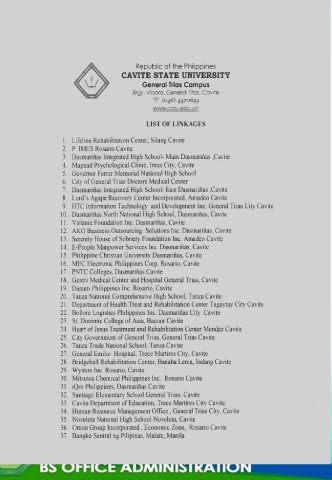 Republic of the Philippines
CAVITE STATE UNIVERSITY
General Trias Campus
Brgy. Vibora, General Trias, Cavite
www.cvsu.edu.ph
LIST OF LINKAGES
1. Lifeline Rehabilitation Center, Silang Cavite
2. P. IMES Rosario Cavite
3. Dasmariñas Integrated High School- Main Dasmariñas ,Cavite
4. Magsad Psychological Clinic, Imus City, Cavite
5. Governor Ferrer Memorial National High School
6. City of General Trias Doctors Medical Center
7. Dasmariñas Integrated High School- East Dasmariñas ,Cavite
8. Lord's Agape Recovery Center Incorporated, Amadeo Cavite
9. HTC Information Technology and Development Inc. General Trias City Cavite
10. Dasmariñas North National High School, Dasmariñas, Cavite
11. Virlanie Foundation Inc. Dasmariñas, Cavite
12. AKO Business Outsourcing Solutions Inc. Dasmariñas, Cavite
13. Serenity House of Sobriety Foundation Inc. Amadeo Cavite
14. E-People Manpower Services Inc. Dasmariñas, Cavite
15. Philippine Christian University Dasmariñas, Cavite
16. MEC Electronic Philippines Corp. Rosario, Cavite
17. PNTC Colleges, Dasmariñas Cavite
18. Gentri Medical Center and Hospital General Trias, Cavite
19. Danam Philippines Inc. Rosario, Cavite
20. Tanza National Comprehensive High School, Tanza Cavite
21. Department of Health Treat and Rehabilitation Center Tagaytay City Cavite
22. Bollore Logistics Philippines Inc. Dasmariñas City Cavite
23. St. Dominic College of Asia, Bacoor Cavite
24. Heart of Jesus Treatment and Rehabilitation Center Mendez Cavite
25. City Government of General Trias, General Trias Cavite
26. Tanza Trade National School, Tanza Cavite
27. General Emilio Hospital, Trece Martires City, Cavite
28. Bridgehall Rehabilitation Center, Banaba Lerca, Indang Cavite
29. Wynton Inc. Rosario, Cavite
30. Mitsuwa Chemical Philippines Inc. Rosario Cavite
31. iQor Philippines, Dasmariñas Cavite
32. Santiago Elementary School General Trias, Cavite
33. Cavite Department of Education, Trece Martires City Cavite.
34. Human Resource Management Office , General Trias City, Cavite
35. Noveleta National High School Noveleta, Cavite
36. Omon Group Incorporated , Economic Zone, Rosario Cavite
37. Bangko Sentral ng Pilipinas, Malate, Manila
BS OFFICE ADMINISTRATION